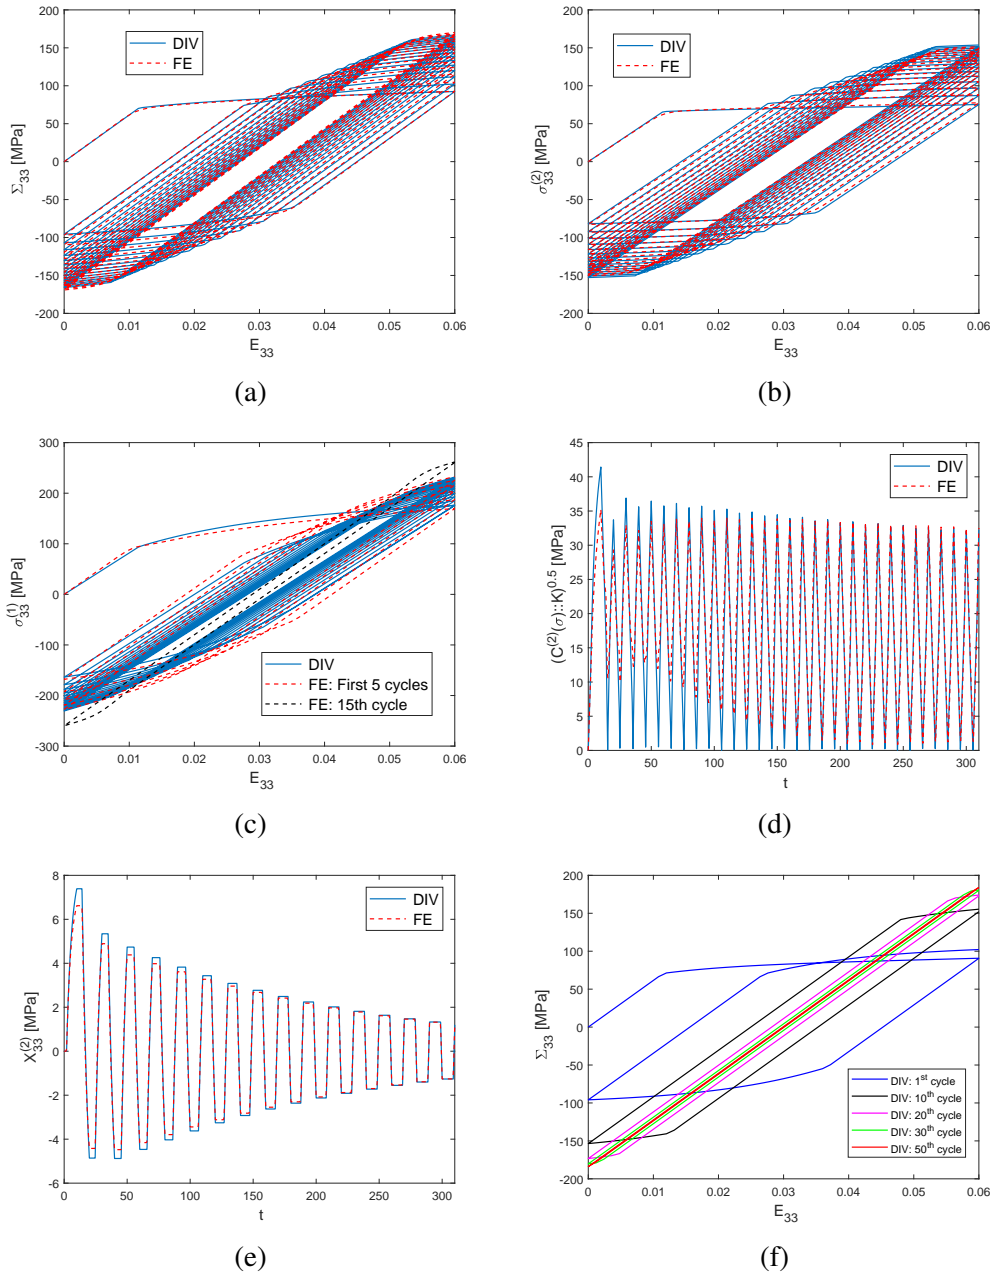 200
150
100
50
0
-50
-100
-150
-200
0 0.01 0.02 0.03 0.04 0.05 0.06
Σ33 [MPa]
E33
DIV
FE
(a)
200
150
100
50
0
-50
-100
-150
-200
0 0.01 0.02 0.03 0.04 0.05 0.06
σ33(2) [MPa]
E33
DIV
FE
(b)
300
200
100
0
-100
-200
-300
0 0.01 0.02 0.03 0.04 0.05 0.06
σ33(1) [MPa]
E33
DIV
FE: First 5 cycles
FE: 15th cycle
(c)
45
40
35
30
25
20
15
10
5
0
0 50 100 150 200 250 300
(C(2)(σ)::K)0.5 [MPa]
t
DIV
FE
(d)
8
6
4
2
0
-2
-4
-6
0 50 100 150 200 250 300
X33(2) [MPa]
t
DIV
FE
(e)
200
150
100
50
0
-50
-100
-150
-200
0 0.01 0.02 0.03 0.04 0.05 0.06
Σ33 [MPa]
E33
DIV: 1st cycle
DIV: 10th cycle
DIV: 20th cycle
DIV: 30th cycle
DIV: 50th cycle
(f)